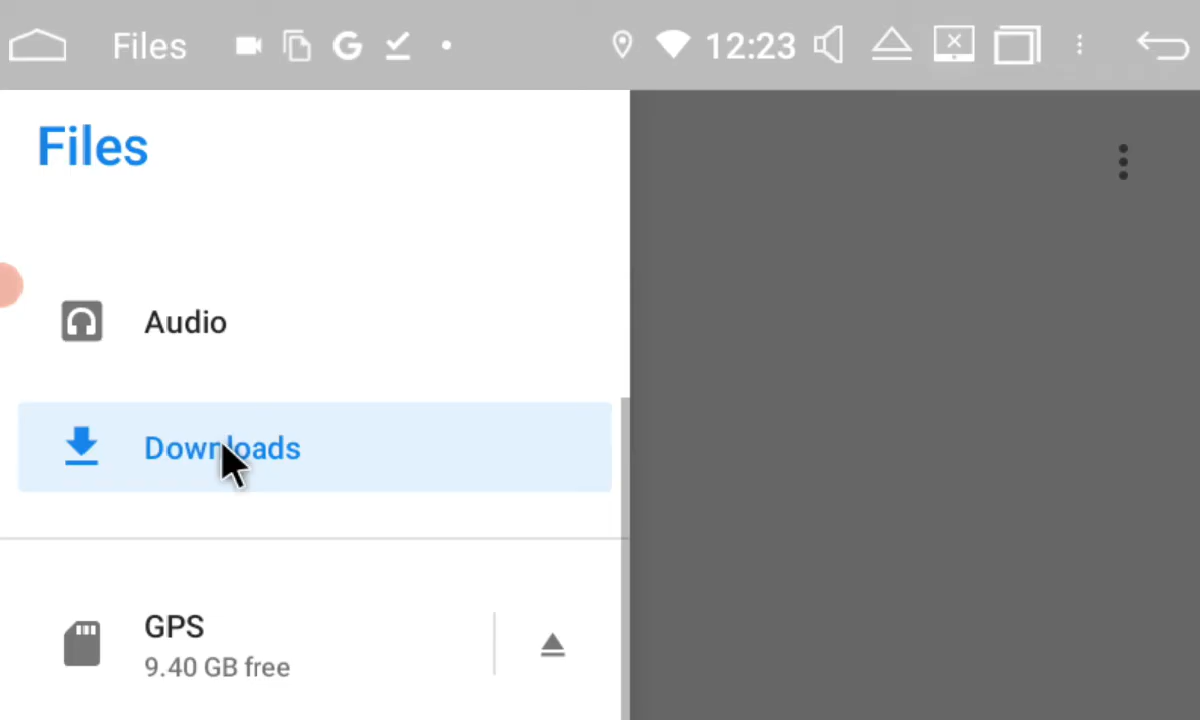 Files G 12:23
Files
Audio
Downloads
GPS
9.40 GB free